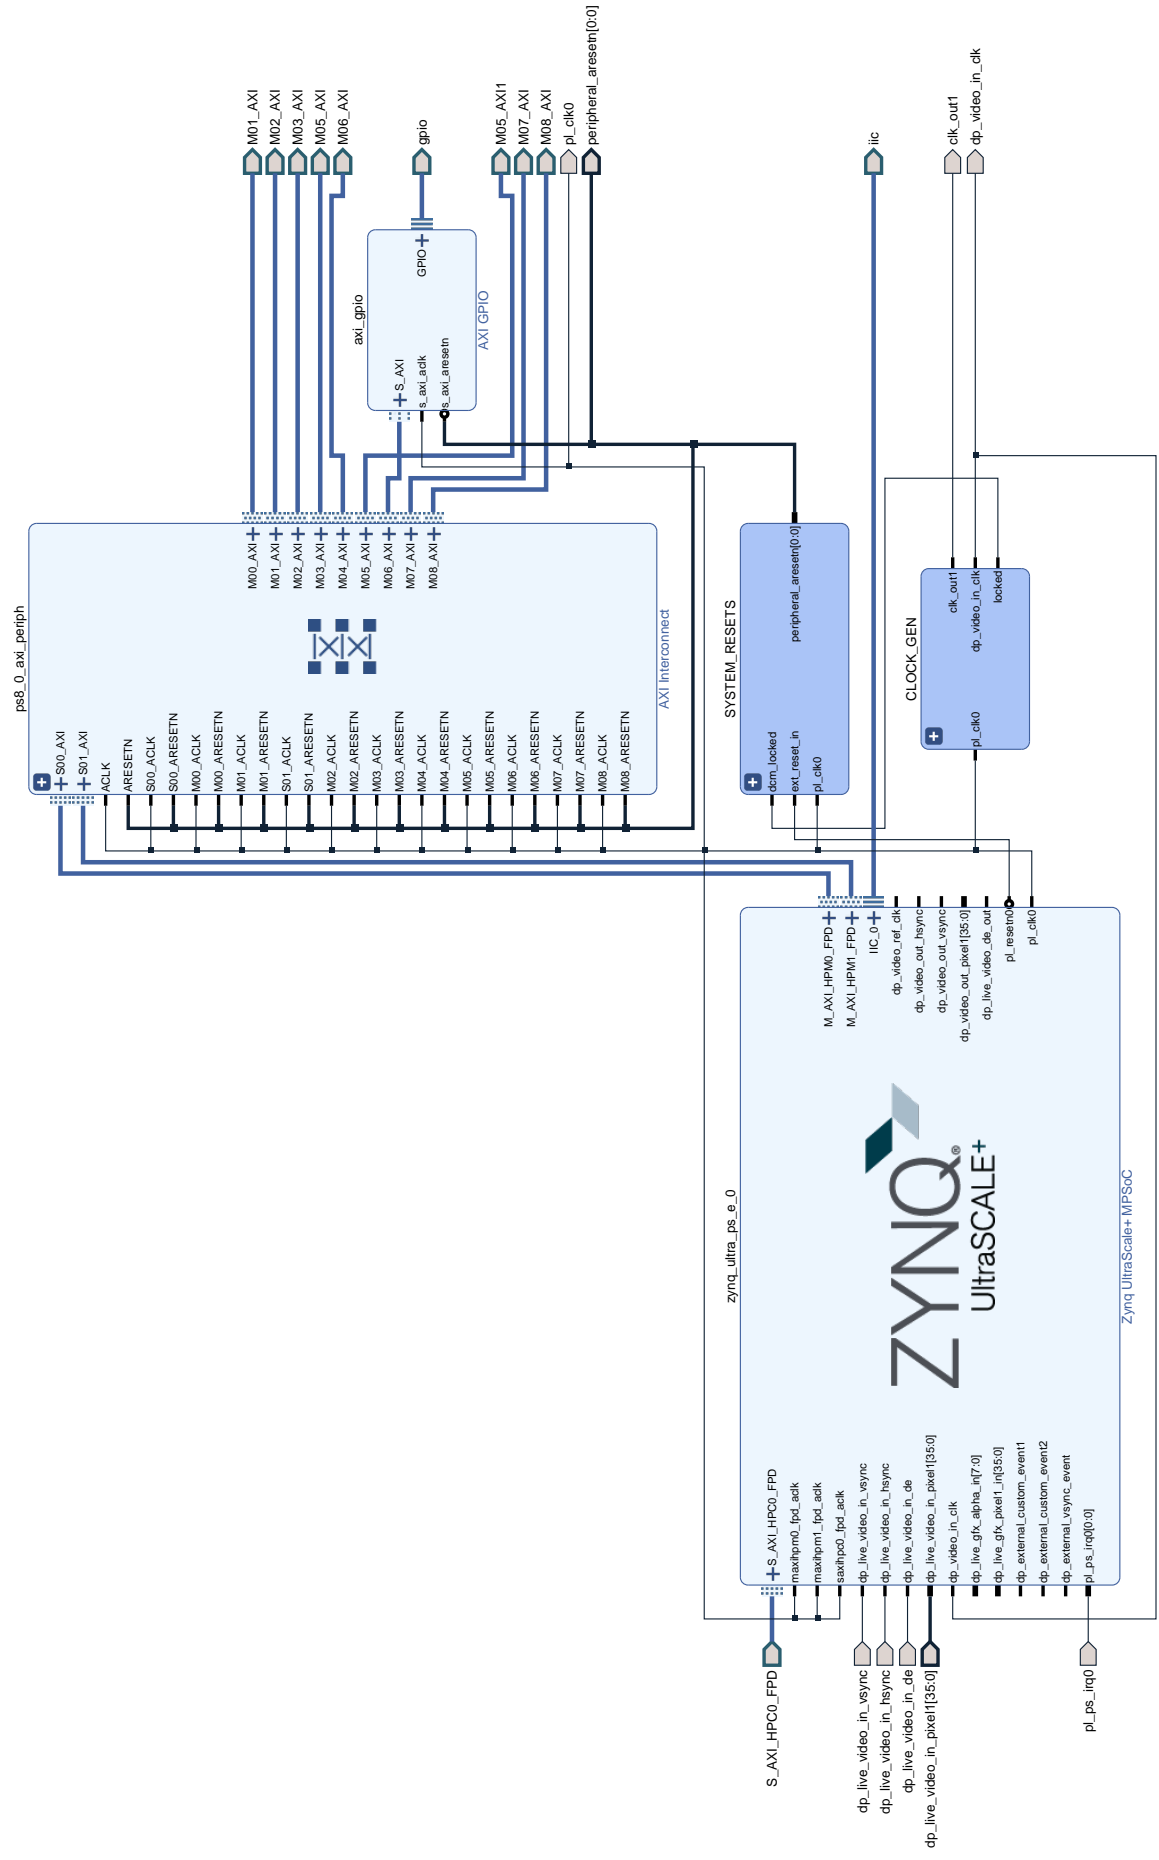 S_AXI_HPC0_FPD
dp_live_video_in_vsync
dp_live_video_in_hsync
dp_live_video_in_de
dp_live_video_in_pixel1[35:0]
pl_ps_irq0
zynq_ultra_ps_e_0
S_AXI_HPC0_FPD
maxihpm0_fpd_aclk
maxihpm1_fpd_aclk
saxihpc0_fpd_aclk
dp_live_video_in_vsync
dp_live_video_in_hsync
dp_live_video_in_de
dp_live_video_in_pixel1[35:0]
dp_video_in_clk
dp_live_gfx_alpha_in[7:0]
dp_live_gfx_pixel1_in[35:0]
dp_external_custom_event1
dp_external_custom_event2
dp_external_vsync_event
pl_ps_irq0[0:0]
ZYNQ®
UltraSCALE+
M_AXI_HPM0_FPD
M_AXI_HPM1_FPD
IIC_0
dp_video_ref_clk
dp_video_out_hsync
dp_video_out_vsync
dp_video_out_pixel1[35:0]
dp_live_video_de_out
pl_resetn0
pl_clk0
Zynq UltraScale+ MPSoC
ps8_0_axi_periph
S00_AXI
S01_AXI
ACLK
ARESETN
S00_ACLK
S00_ARESETN
M00_ACLK
M00_ARESETN
M01_ACLK
M01_ARESETN
S01_ACLK
S01_ARESETN
M02_ACLK
M02_ARESETN
M03_ACLK
M03_ARESETN
M04_ACLK
M04_ARESETN
M05_ACLK
M05_ARESETN
M06_ACLK
M06_ARESETN
M07_ACLK
M07_ARESETN
M08_ACLK
M08_ARESETN
M00_AXI
M01_AXI
M02_AXI
M03_AXI
M04_AXI
M05_AXI
M06_AXI
M07_AXI
M08_AXI
AXI Interconnect
SYSTEM_RESETS
dcm_locked
ext_reset_in
pl_clk0
peripheral_aresetn[0:0]
CLOCK_GEN
pl_clk0
clk_out1
dp_video_in_clk
locked
axi_gpio
S_AXI
s_axi_aclk
s_axi_aresetn
GPIO
AXI GPIO
M01_AXI
M02_AXI
M03_AXI
M05_AXI
M06_AXI
gpio
M05_AXI1
M07_AXI
M08_AXI
pl_clk0
peripheral_aresetn[0:0]
iic
clk_out1
dp_video_in_clk